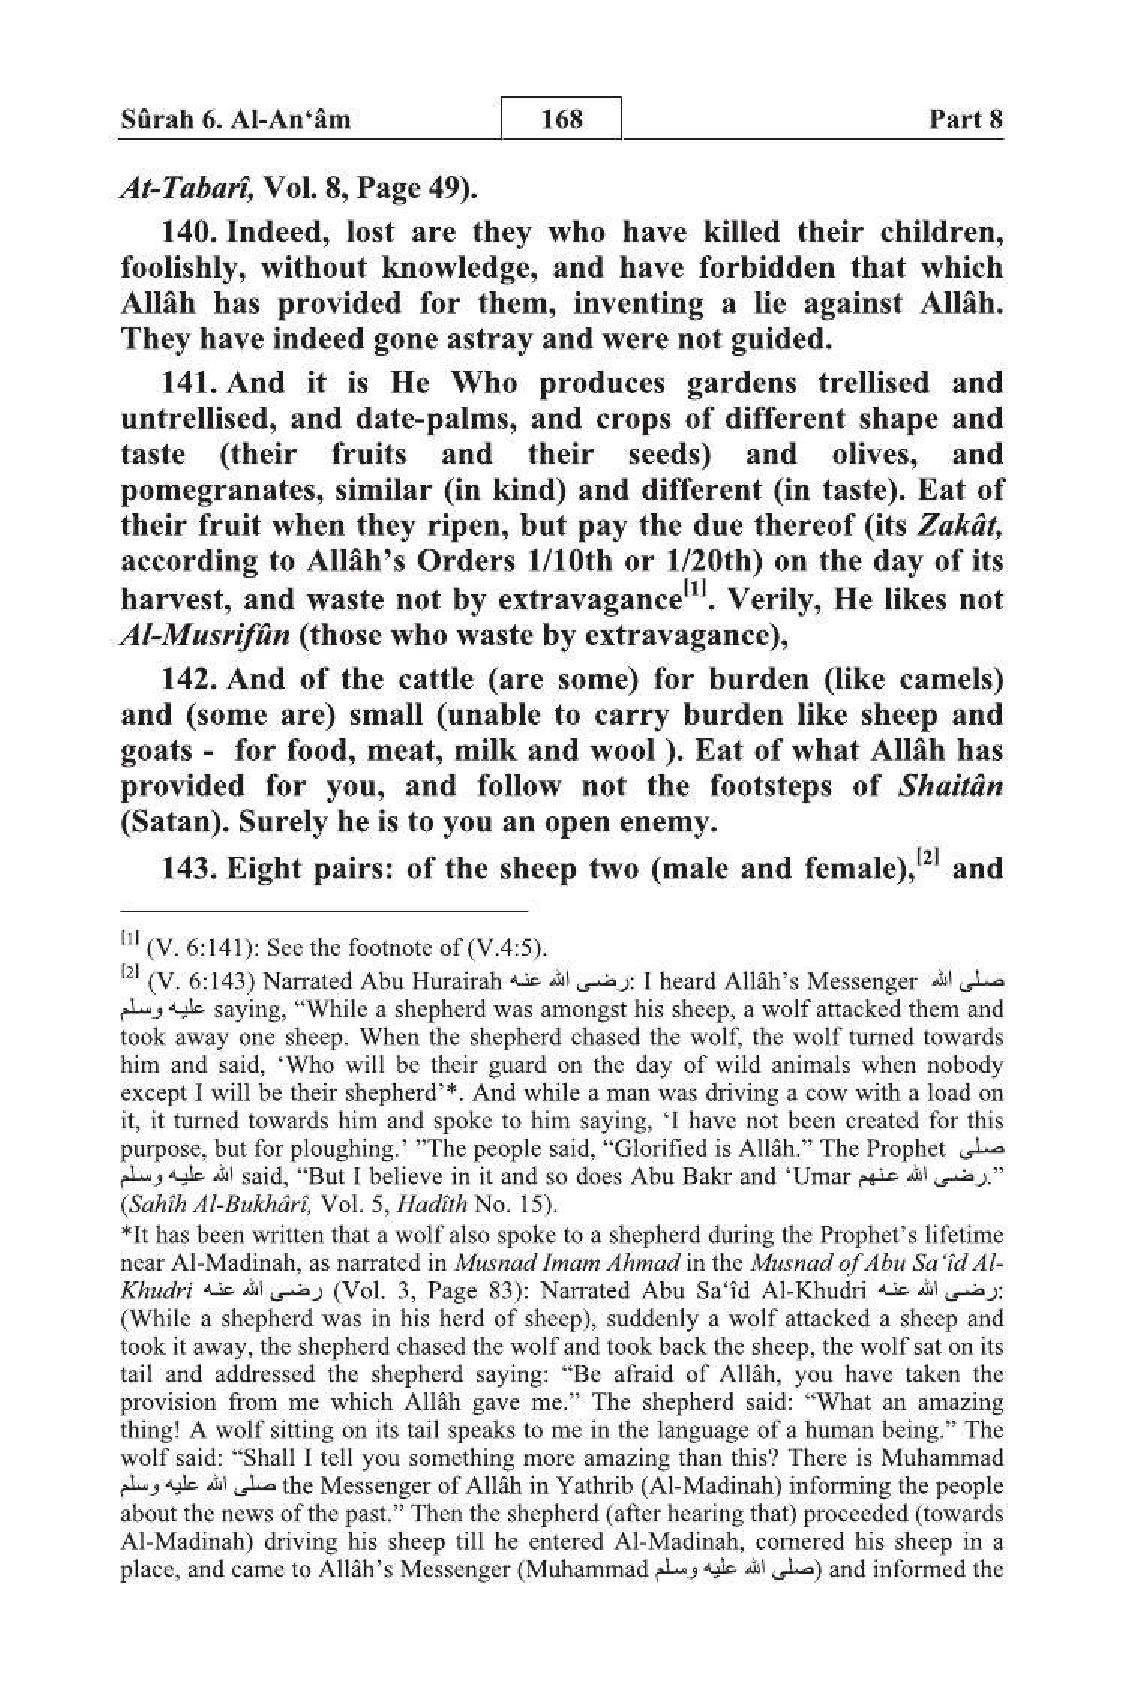 Sûrah 6. Al-An‘âm 168 Part 8
At-Tabarî, Vol. 8, Page 49).
140. Indeed, lost are they who have killed their children,
foolishly, without knowledge, and have forbidden that which
Allâh has provided for them, inventing a lie against Allâh.
They have indeed gone astray and were not guided.
141. And it is He Who produces gardens trellised and
untrellised, and date-palms, and crops of different shape and
taste (their fruits and their seeds) and olives, and
pomegranates, similar (in kind) and different (in taste). Eat of
their fruit when they ripen, but pay the due thereof (its Zakât,
according to Allâh’s Orders 1/10th or 1/20th) on the day of its
harvest, and waste not by extravagance[1]. Verily, He likes not
Al-Musrifûn (those who waste by extravagance),
142. And of the cattle (are some) for burden (like camels)
and (some are) small (unable to carry burden like sheep and
goats - for food, meat, milk and wool ). Eat of what Allâh has
provided for you, and follow not the footsteps of Shaitân
(Satan). Surely he is to you an open enemy.
143. Eight pairs: of the sheep two (male and female),[2] and
[1] (V. 6:141): See the footnote of (V.4:5).
[2] (V. 6:143) Narrated Abu Hurairah رضى الله عنه: I heard Allâh’s Messenger صلى الله
عليه وسلم saying, “While a shepherd was amongst his sheep, a wolf attacked them and
took away one sheep. When the shepherd chased the wolf, the wolf turned towards
him and said, ‘Who will be their guard on the day of wild animals when nobody
except I will be their shepherd’*. And while a man was driving a cow with a load on
it, it turned towards him and spoke to him saying, ‘I have not been created for this
purpose, but for ploughing.’ ”The people said, “Glorified is Allâh.” The Prophet صلى
الله عليه وسلم said, “But I believe in it and so does Abu Bakr and ‘Umar رضى الله عنهم.”
(Sahîh Al-Bukhârî, Vol. 5, Hadîth No. 15).
*It has been written that a wolf also spoke to a shepherd during the Prophet’s lifetime
near Al-Madinah, as narrated in Musnad Imam Ahmad in the Musnad of Abu Sa‘îd Al-
Khudri رضى الله عنه (Vol. 3, Page 83): Narrated Abu Sa‘îd Al-Khudri رضى الله عنه:
(While a shepherd was in his herd of sheep), suddenly a wolf attacked a sheep and
took it away, the shepherd chased the wolf and took back the sheep, the wolf sat on its
tail and addressed the shepherd saying: “Be afraid of Allâh, you have taken the
provision from me which Allâh gave me.” The shepherd said: “What an amazing
thing! A wolf sitting on its tail speaks to me in the language of a human being.” The
wolf said: “Shall I tell you something more amazing than this? There is Muhammad
صلى الله عليه وسلم the Messenger of Allâh in Yathrib (Al-Madinah) informing the people
about the news of the past.” Then the shepherd (after hearing that) proceeded (towards
Al-Madinah) driving his sheep till he entered Al-Madinah, cornered his sheep in a
place, and came to Allâh’s Messenger (Muhammad صلى الله عليه وسلم) and informed the